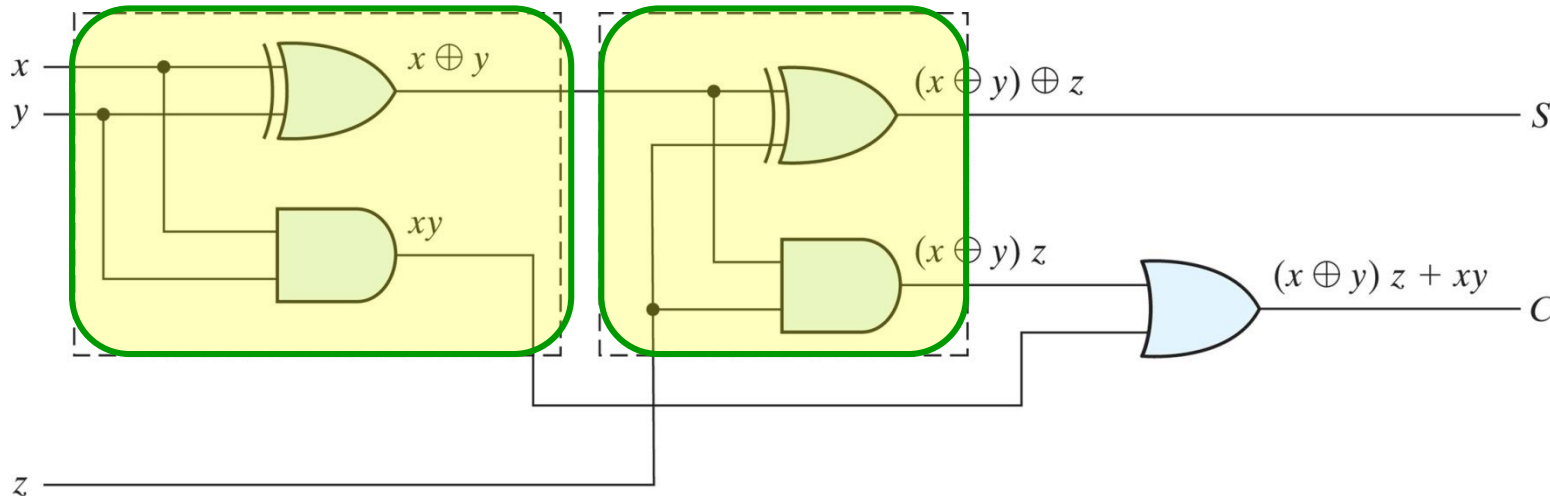 x
y
x ⊕ y
xy
(x ⊕ y) ⊕ z
S
(x ⊕ y) z
(x ⊕ y) z + xy
C
z